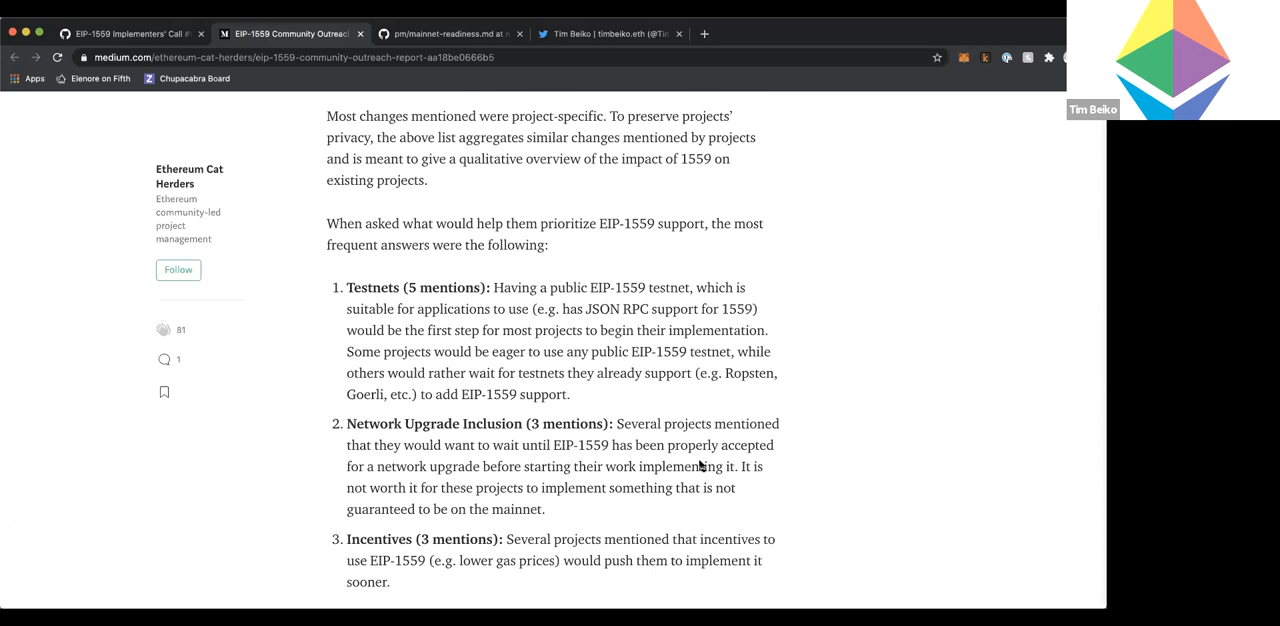 EIP-1559 Implementers' Call #
EIP-1559 Community Outreac
pm/mainnet-readiness.md at
Tim Beiko | timbeiko.eth (@Tin
medium.com/ethereum-cat-herders/eip-1559-community-outreach-report-aa18be0666b5
Apps
Elenore on Fifth
Chupacabra Board
Tim Beiko
Ethereum Cat
Herders
Ethereum
community-led
project
management
Follow
81
1
Most changes mentioned were project-specific. To preserve projects'
privacy, the above list aggregates similar changes mentioned by projects
and is meant to give a qualitative overview of the impact of 1559 on
existing projects.
When asked what would help them prioritize EIP-1559 support, the most
frequent answers were the following:
1. Testnets (5 mentions): Having a public EIP-1559 testnet, which is
suitable for applications to use (e.g. has JSON RPC support for 1559)
would be the first step for most projects to begin their implementation.
Some projects would be eager to use any public EIP-1559 testnet, while
others would rather wait for testnets they already support (e.g. Ropsten,
Goerli, etc.) to add EIP-1559 support.
2. Network Upgrade Inclusion (3 mentions): Several projects mentioned
that they would want to wait until EIP-1559 has been properly accepted
for a network upgrade before starting their work implementing it. It is
not worth it for these projects to implement something that is not
guaranteed to be on the mainnet.
3. Incentives (3 mentions): Several projects mentioned that incentives to
use EIP-1559 (e.g. lower gas prices) would push them to implement it
sooner.